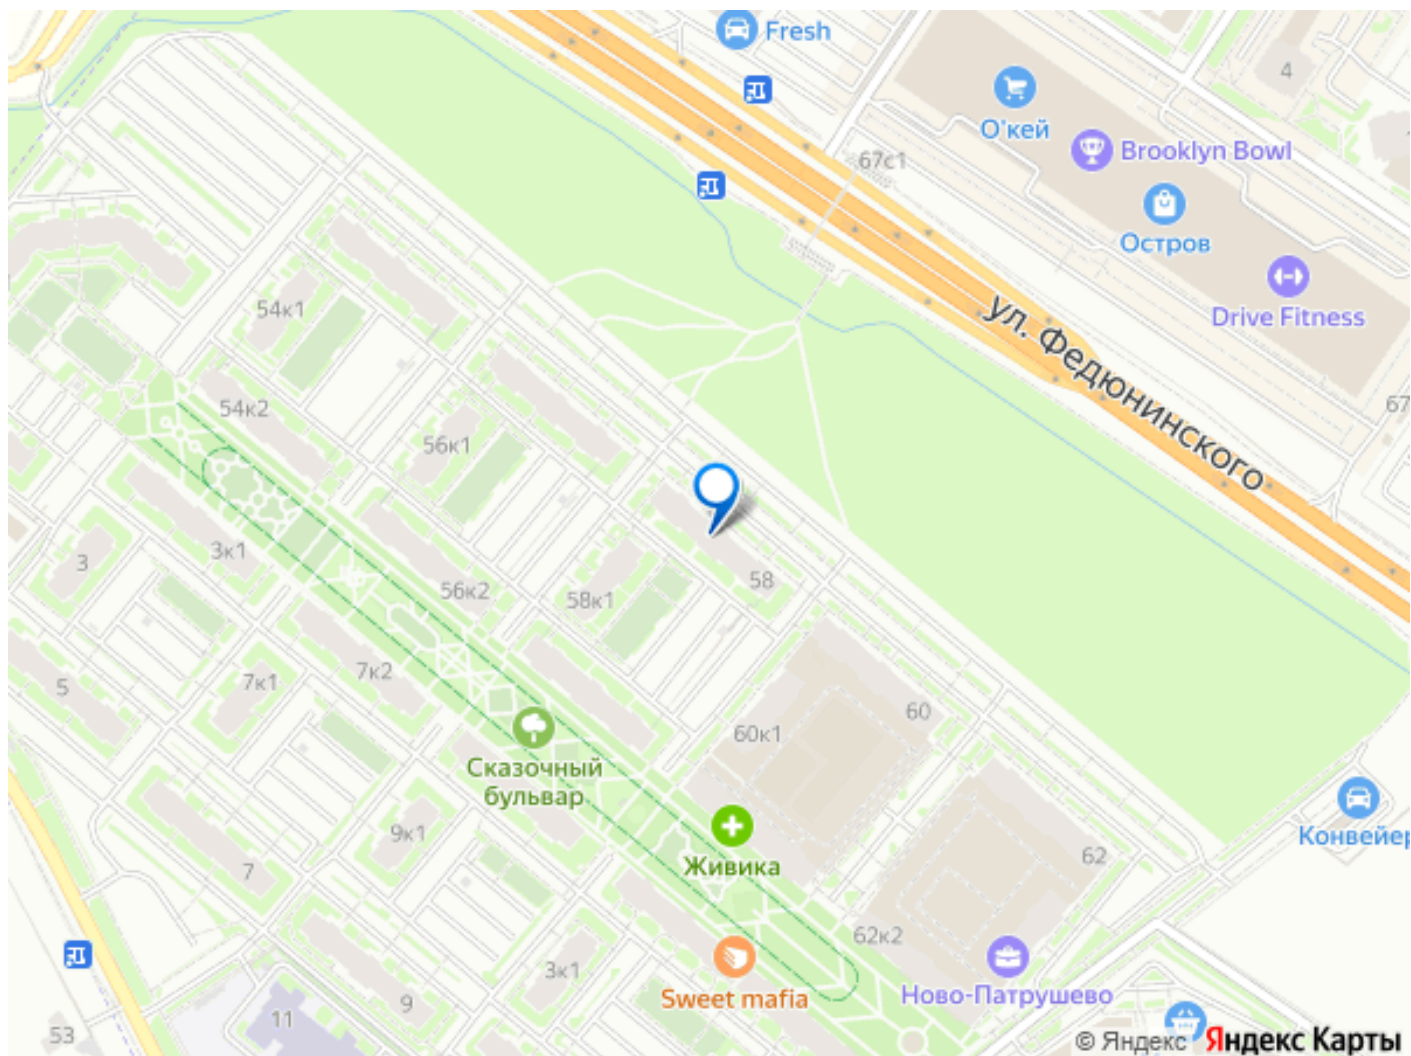 Fresh
4
О'кей
Brooklyn Bowl
67с1
Остров
Drive Fitness
54к1
ул. Федюнинского
67
54к2
56к1
3к1
3
56к2
58к1
58
7к2
7к1
5
60
60к1
Сказочный
бульвар
Конвейер
9к1
Живика
62
7
62к2
3к1
Sweet mafia
Ново-Патрушево
9
11
53
© Яндекс Яндекс Карты